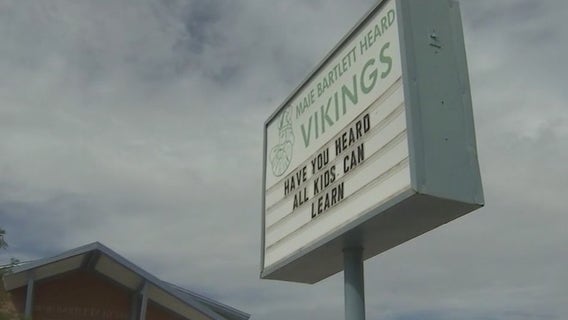 MAIE BARTLETT HEARD
VIKINGS
HAVE YOU HEARD
ALL KIDS CAN
LEARN